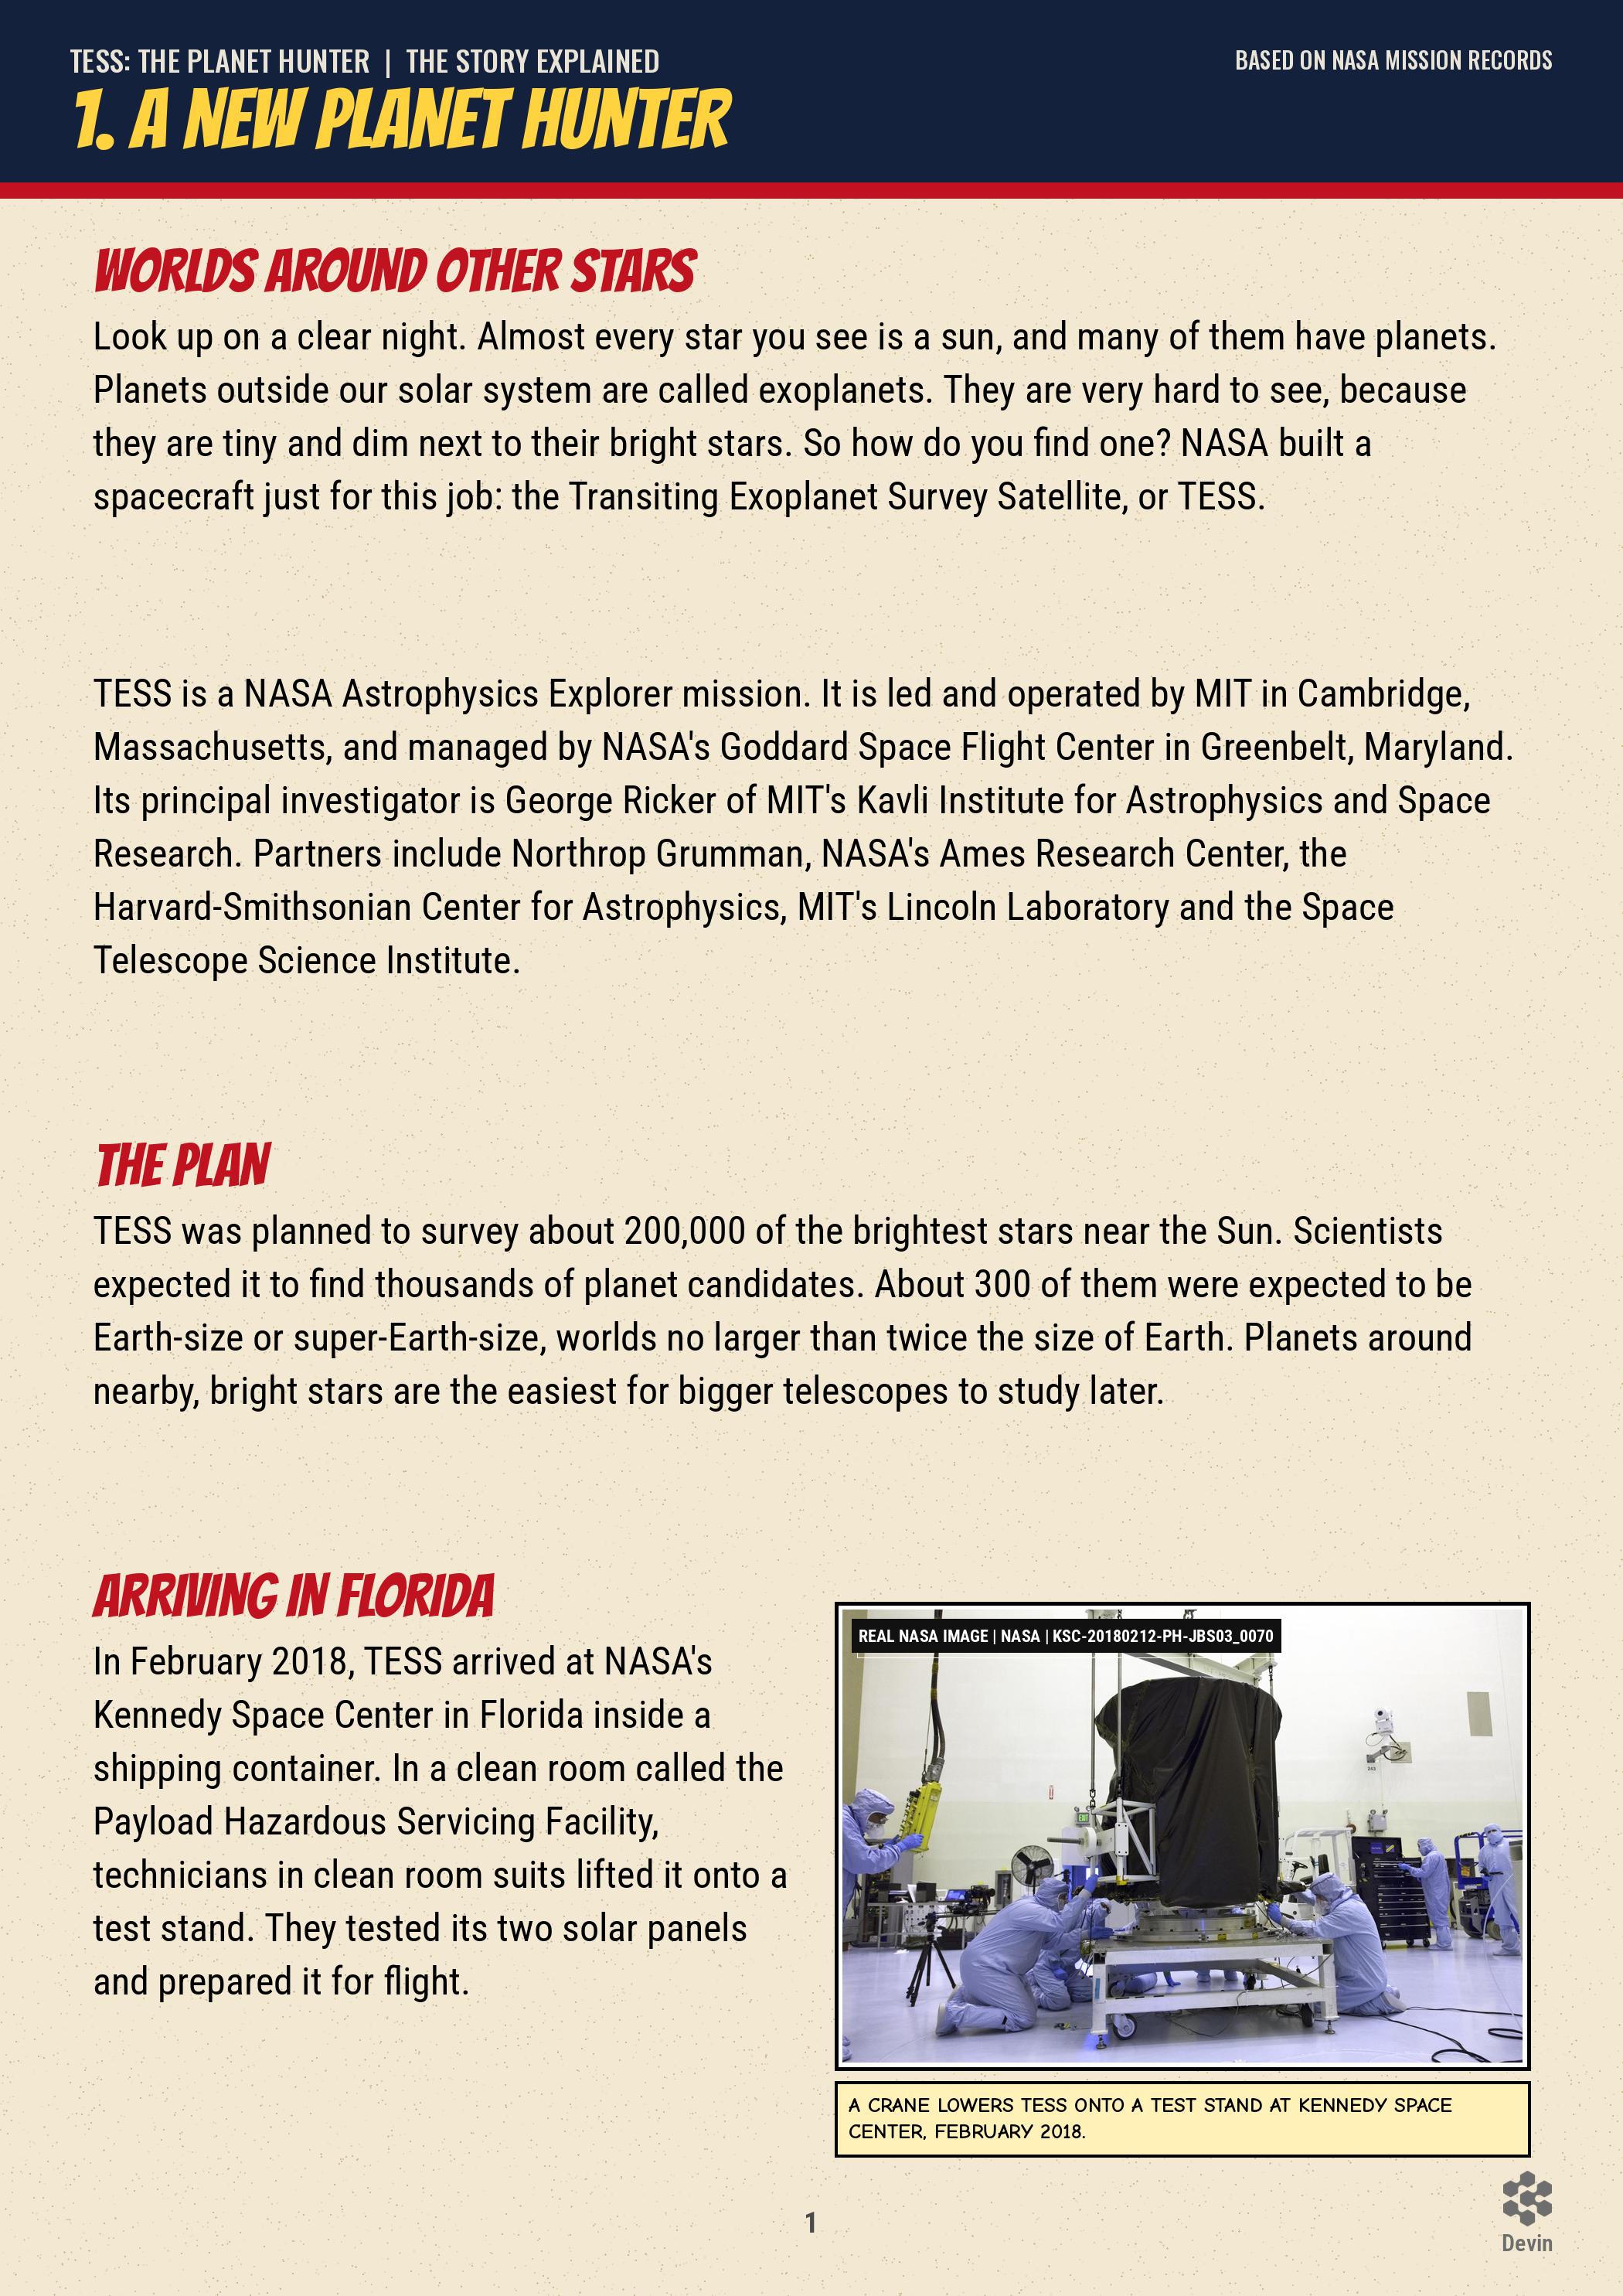 TESS: THE PLANET HUNTER | THE STORY EXPLAINED
BASED ON NASA MISSION RECORDS
1. A NEW PLANET HUNTER
WORLDS AROUND OTHER STARS
Look up on a clear night. Almost every star you see is a sun, and many of them have planets.
Planets outside our solar system are called exoplanets. They are very hard to see, because
they are tiny and dim next to their bright stars. So how do you find one? NASA built a
spacecraft just for this job: the Transiting Exoplanet Survey Satellite, or TESS.
TESS is a NASA Astrophysics Explorer mission. It is led and operated by MIT in Cambridge,
Massachusetts, and managed by NASA's Goddard Space Flight Center in Greenbelt, Maryland.
Its principal investigator is George Ricker of MIT's Kavli Institute for Astrophysics and Space
Research. Partners include Northrop Grumman, NASA's Ames Research Center, the
Harvard-Smithsonian Center for Astrophysics, MIT's Lincoln Laboratory and the Space
Telescope Science Institute.
THE PLAN
TESS was planned to survey about 200,000 of the brightest stars near the Sun. Scientists
expected it to find thousands of planet candidates. About 300 of them were expected to be
Earth-size or super-Earth-size, worlds no larger than twice the size of Earth. Planets around
nearby, bright stars are the easiest for bigger telescopes to study later.
ARRIVING IN FLORIDA
In February 2018, TESS arrived at NASA's
Kennedy Space Center in Florida inside a
shipping container. In a clean room called the
Payload Hazardous Servicing Facility,
technicians in clean room suits lifted it onto a
test stand. They tested its two solar panels
and prepared it for flight.
REAL NASA IMAGE | NASA | KSC-20180212-PH-JBS03_0070
A CRANE LOWERS TESS ONTO A TEST STAND AT KENNEDY SPACE
CENTER, FEBRUARY 2018.
1
Devin